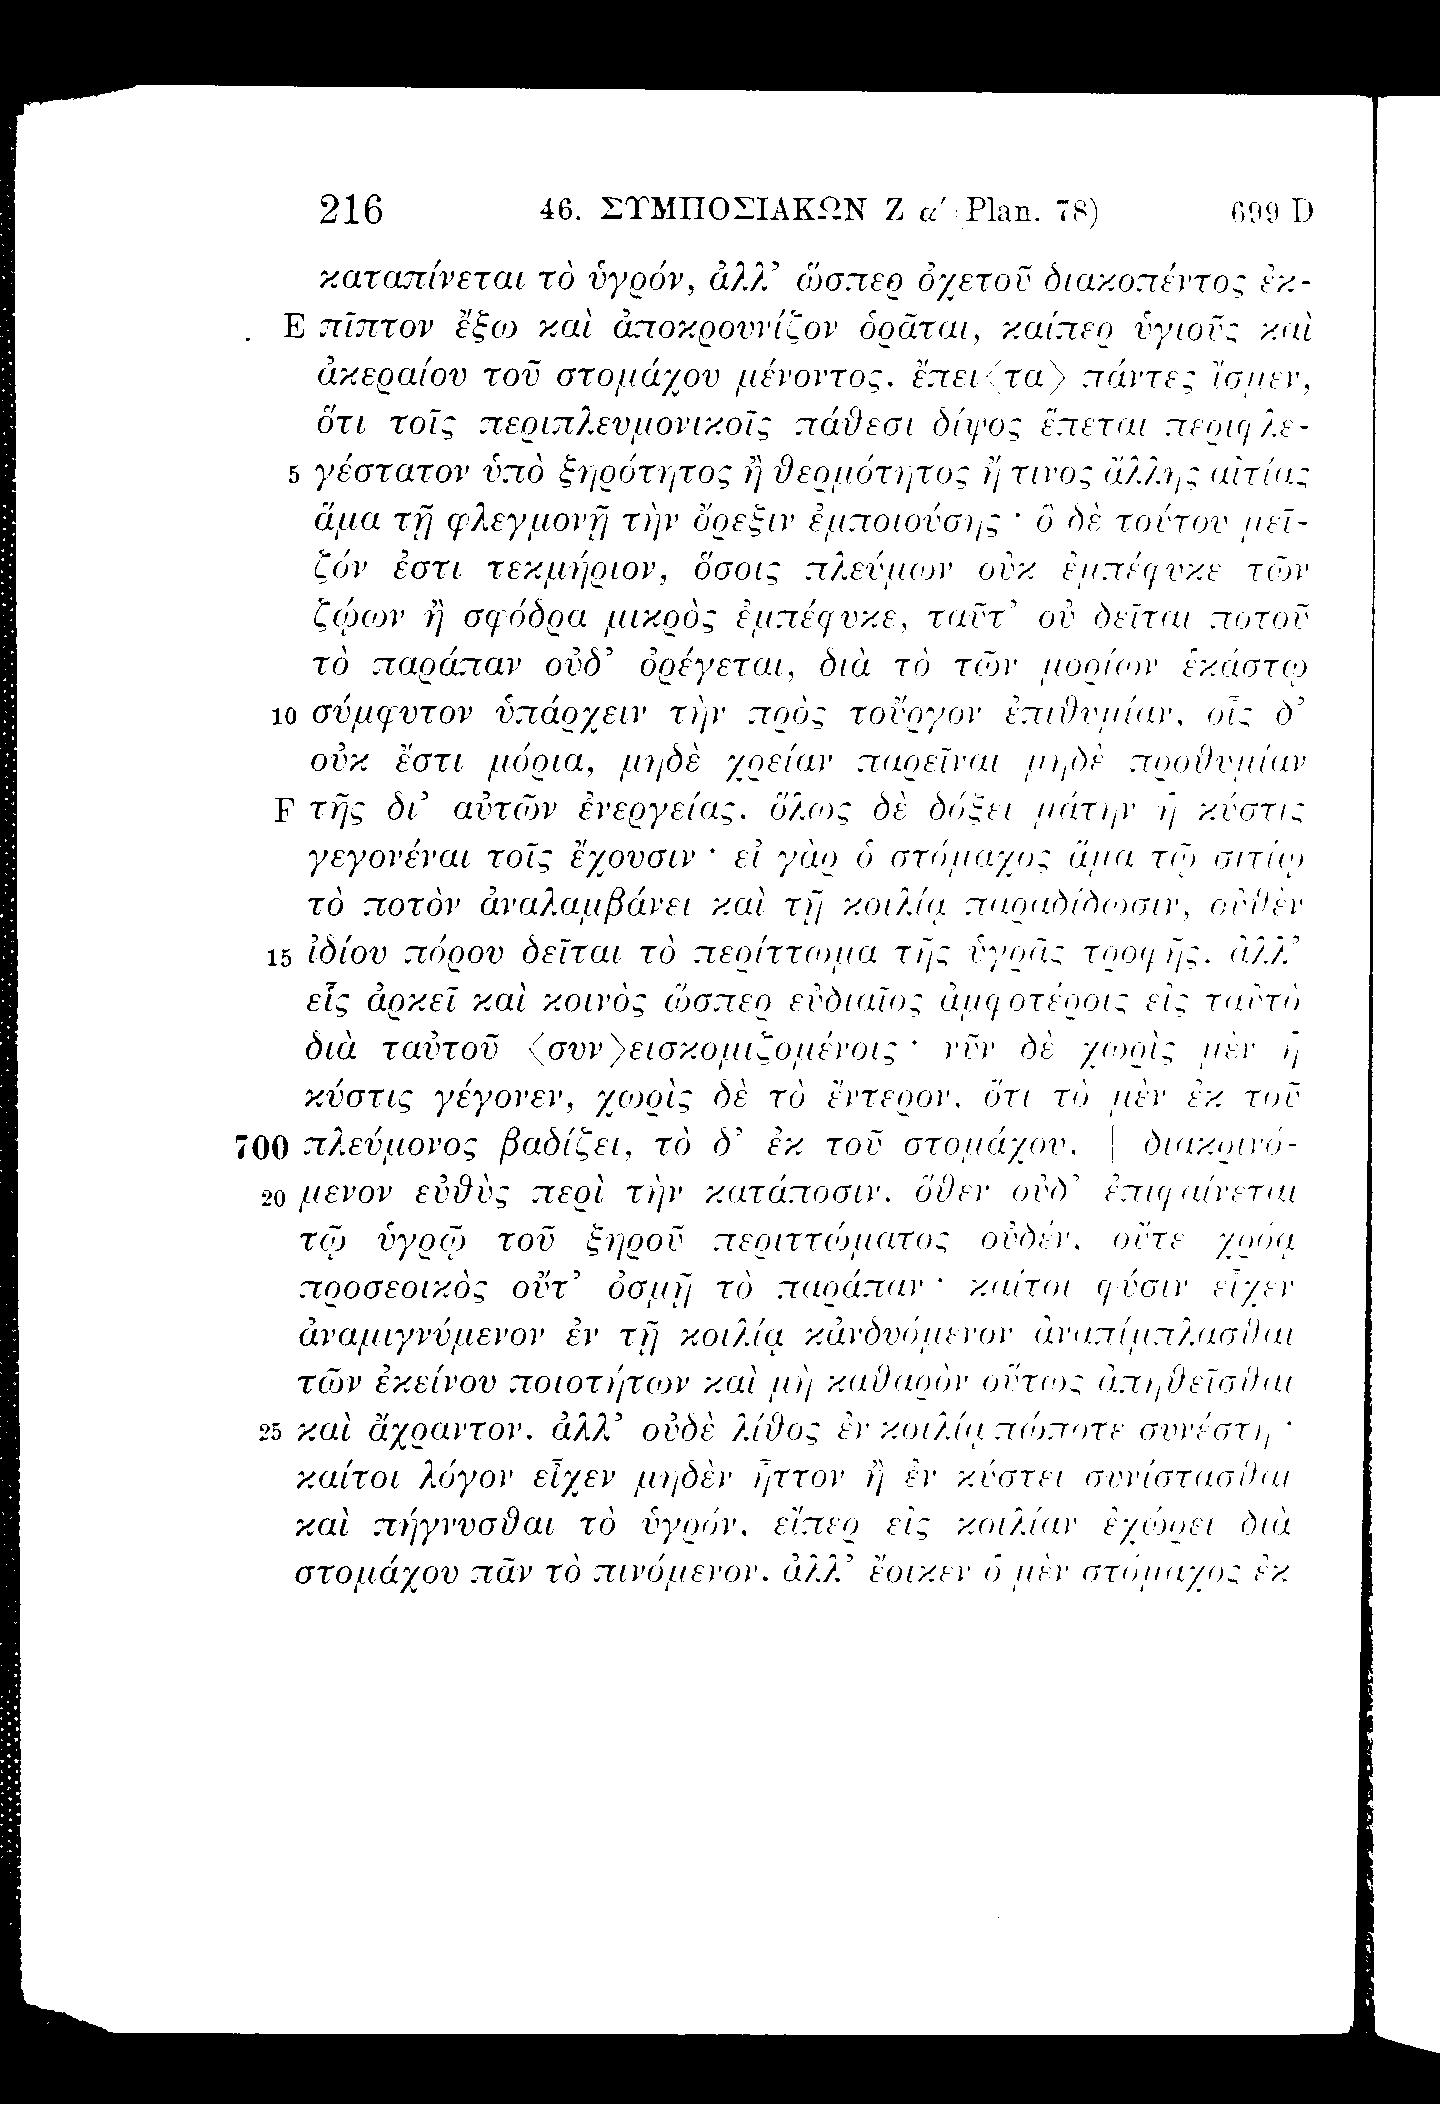 216 46. ΣΥΜΠΟΣΙΑΚΩΝ Ζ α′ Plan. 78) 699 D
καταπίνεται τὸ ὑγρόν, ἀλλ’ ὥσπερ ὀχετοῦ διακοπέντος ἐκ-
E πῖπτον ἔξω καὶ ἀποκρουνίζον ὁρᾶται, καίπερ ὑγιοῦς καὶ
ἀκεραίου τοῦ στομάχου μένοντος. ἔπει⟨τα⟩ πάντες ἴσμεν,
ὅτι τοῖς περιπλευμονικοῖς πάθεσι δίψος ἕπεται περιφλε-
5 γέστατον ὑπὸ ξηρότητος ἢ θερμότητος ἤ τινος ἄλλης αἰτίας
ἅμα τῇ φλεγμονῇ τὴν ὄρεξιν ἐμποιούσης · ὃ δὲ τούτου μεῖ-
ζόν ἐστι τεκμήριον, ὅσοις πλεύμων οὐκ ἐμπέφυκε τῶν
ζῴων ἢ σφόδρα μικρὸς ἐμπέφυκε, ταῦτ’ οὐ δεῖται ποτοῦ
τὸ παράπαν οὐδ’ ὀρέγεται, διὰ τὸ τῶν μορίων ἑκάστῳ
10 σύμφυτον ὑπάρχειν τὴν πρὸς τοὔργον ἐπιθυμίαν, οἷς δ’
οὐκ ἔστι μόρια, μηδὲ χρείαν παρεῖναι μηδὲ προθυμίαν
F τῆς δι’ αὐτῶν ἐνεργείας. ὅλως δὲ δόξει μάτην ἡ κύστις
γεγονέναι τοῖς ἔχουσιν · εἰ γὰρ ὁ στόμαχος ἅμα τῷ σιτίῳ
τὸ ποτὸν ἀναλαμβάνει καὶ τῇ κοιλίᾳ παραδίδωσιν, οὐθὲν
15 ἰδίου πόρου δεῖται τὸ περίττωμα τῆς ὑγρᾶς τροφῆς, ἀλλ’
εἷς ἀρκεῖ καὶ κοινὸς ὥσπερ εὐδιαῖος ἀμφοτέροις εἰς ταὐτὸ
διὰ ταὐτοῦ ⟨συν⟩εισκομιζομένοις · νῦν δὲ χωρὶς μὲν ἡ
κύστις γέγονεν, χωρὶς δὲ τὸ ἔντερον, ὅτι τὸ μὲν ἐκ τοῦ
700 πλεύμονος βαδίζει, τὸ δ’ ἐκ τοῦ στομάχου, | διακρινό-
20 μενον εὐθὺς περὶ τὴν κατάποσιν. ὅθεν οὐδ’ ἐπιφαίνεται
τῷ ὑγρῷ τοῦ ξηροῦ περιττώματος οὐδέν, οὔτε χρόᾳ
προσεοικὸς οὔτ’ ὀσμῇ τὸ παράπαν · καίτοι φύσιν εἶχεν
ἀναμιγνύμενον ἐν τῇ κοιλίᾳ κἀνδυόμενον ἀναπίμπλασθαι
τῶν ἐκείνου ποιοτήτων καὶ μὴ καθαρὸν οὕτως ἀπηθεῖσθαι
25 καὶ ἄχραντον. ἀλλ’ οὐδὲ λίθος ἐν κοιλίᾳ πώποτε συνέστη ·
καίτοι λόγον εἶχεν μηδὲν ἧττον ἢ ἐν κύστει συνίστασθαι
καὶ πήγνυσθαι τὸ ὑγρόν, εἴπερ εἰς κοιλίαν ἐχώρει διὰ
στομάχου πᾶν τὸ πινόμενον. ἀλλ’ ἔοικεν ὁ μὲν στόμαχος ἐκ